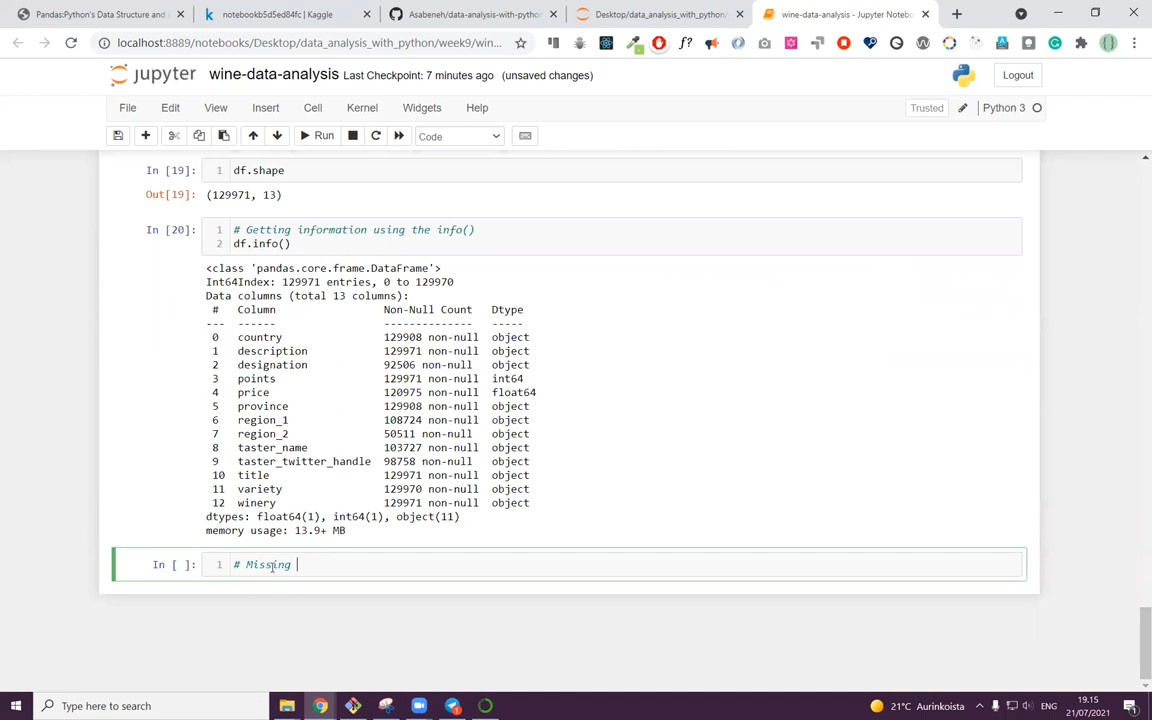 Pandas:Python's Data Structure and
notebookb5d5ed84fc | Kaggle
Asabeneh/data-analysis-with-python
Desktop/data_analysis_with_python/
wine-data-analysis - Jupyter Notebo
localhost:8889/notebooks/Desktop/data_analysis_with_python/week9/win...
jupyter wine-data-analysis Last Checkpoint: 7 minutes ago (unsaved changes)
Logout
File Edit View Insert Cell Kernel Widgets Help
Trusted Python 3
Run Code
In [19]: 1 df.shape
Out[19]: (129971, 13)
In [20]: 1 # Getting information using the info()
2 df.info()
<class 'pandas.core.frame.DataFrame'>
Int64Index: 129971 entries, 0 to 129970
Data columns (total 13 columns):
# Column Non-Null Count Dtype
--- ------ -------------- -----
0 country 129908 non-null object
1 description 129971 non-null object
2 designation 92506 non-null object
3 points 129971 non-null int64
4 price 120975 non-null float64
5 province 129908 non-null object
6 region_1 108724 non-null object
7 region_2 50511 non-null object
8 taster_name 103727 non-null object
9 taster_twitter_handle 98758 non-null object
10 title 129971 non-null object
11 variety 129970 non-null object
12 winery 129971 non-null object
dtypes: float64(1), int64(1), object(11)
memory usage: 13.9+ MB
In [ ]: 1 # Missing
Type here to search
21°C Aurinkoista
ENG
19.15
21/07/2021